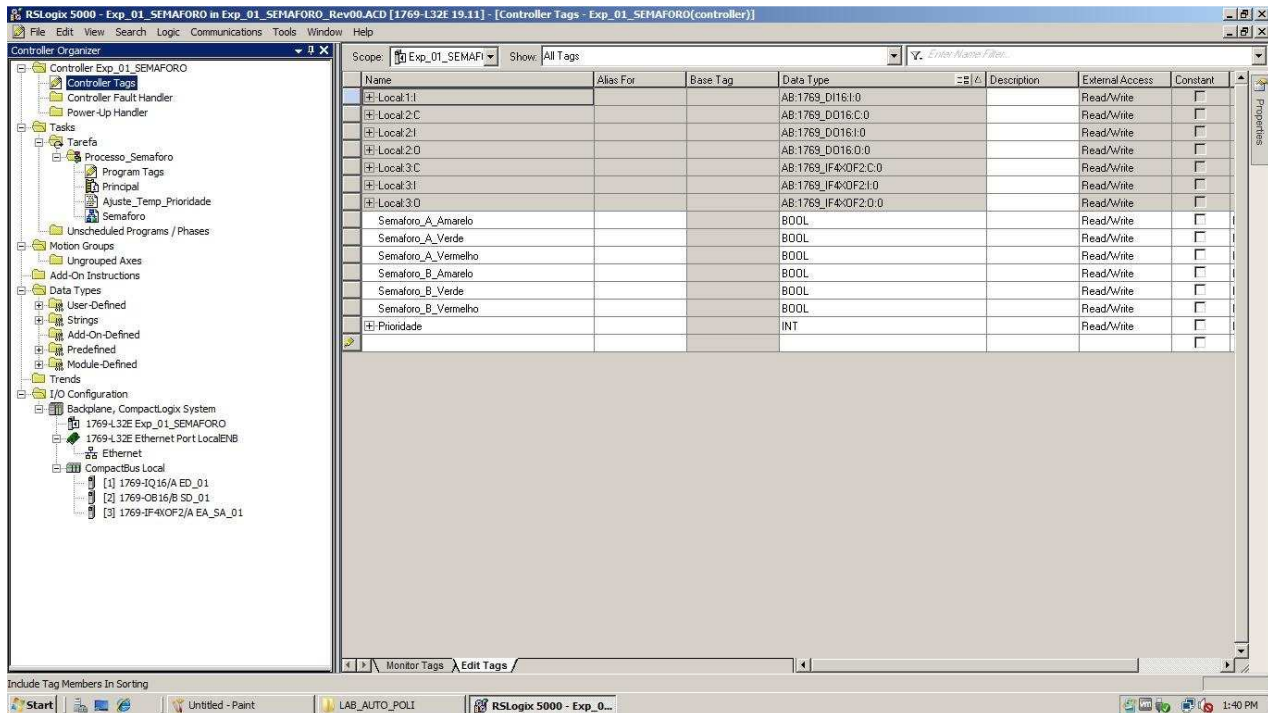 RSLogix 5000 - Exp_01_SEMAFORO in Exp_01_SEMAFORO_Rev00.ACD [1769-L32E 19.11] - [Controller Tags - Exp_01_SEMAFORO(controller)]
File Edit View Search Logic Communications Tools Window Help
Controller Organizer
Controller Exp_01_SEMAFORO
Controller Tags
Controller Fault Handler
Power-Up Handler
Tasks
Tarefa
Processo_Semaforo
Program Tags
Principal
Ajuste_Temp_Prioridade
Semaforo
Unscheduled Programs / Phases
Motion Groups
Ungrouped Axes
Add-On Instructions
Data Types
User-Defined
Strings
Add-On-Defined
Predefined
Module-Defined
Trends
I/O Configuration
Backplane, CompactLogix System
1769-L32E Exp_01_SEMAFORO
1769-L32E Ethernet Port LocalENB
Ethernet
CompactBus Local
[1] 1769-IQ16/A ED_01
[2] 1769-OB16/B SD_01
[3] 1769-IF4XOF2/A EA_SA_01
Scope: Exp_01_SEMAF Show: All Tags Enter Name Filter...
Name Alias For Base Tag Data Type Description External Access Constant
Local:1:I AB:1769_DI16:I:0 Read/Write
Local:2:C AB:1769_DO16:C:0 Read/Write
Local:2:I AB:1769_DO16:I:0 Read/Write
Local:2:O AB:1769_DO16:O:0 Read/Write
Local:3:C AB:1769_IF4XOF2:C:0 Read/Write
Local:3:I AB:1769_IF4XOF2:I:0 Read/Write
Local:3:O AB:1769_IF4XOF2:O:0 Read/Write
Semaforo_A_Amarelo BOOL Read/Write
Semaforo_A_Verde BOOL Read/Write
Semaforo_A_Vermelho BOOL Read/Write
Semaforo_B_Amarelo BOOL Read/Write
Semaforo_B_Verde BOOL Read/Write
Semaforo_B_Vermelho BOOL Read/Write
Prioridade INT Read/Write
Properties
Monitor Tags Edit Tags
Include Tag Members In Sorting
Start Untitled - Paint LAB_AUTO_POLI RSLogix 5000 - Exp_0... 1:40 PM